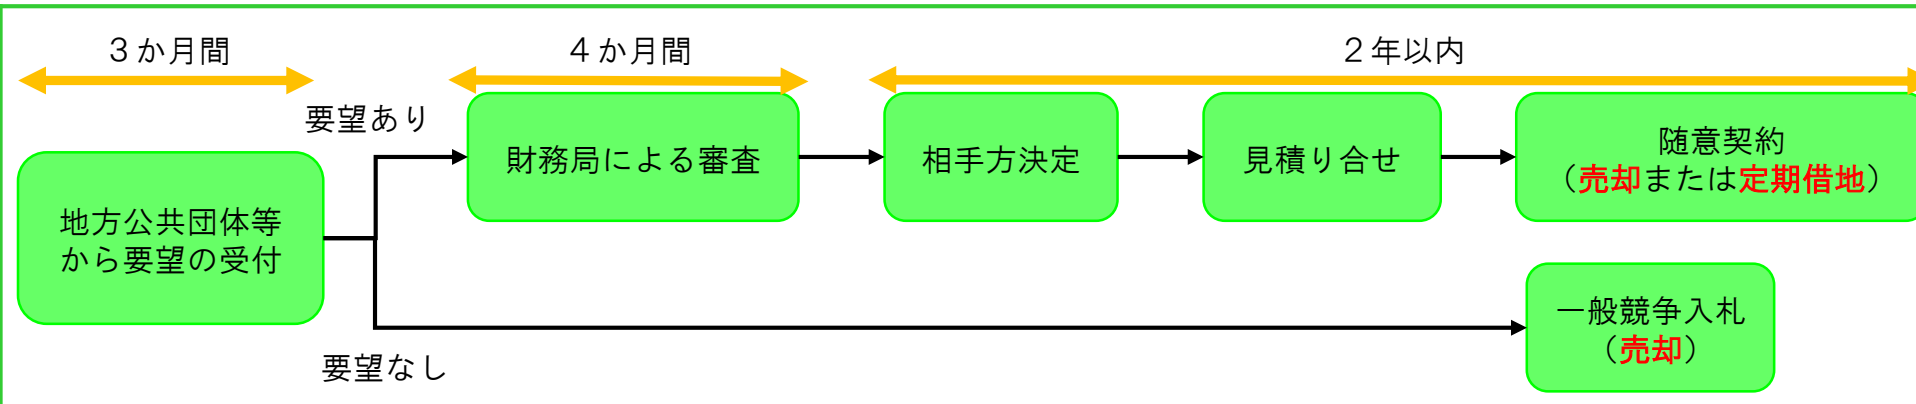 ３か月間
４か月間
２年以内
要望あり
地方公共団体等
から要望の受付
財務局による審査
相手方決定
見積り合せ
随意契約
（売却または定期借地）
要望なし
一般競争入札
（売却）